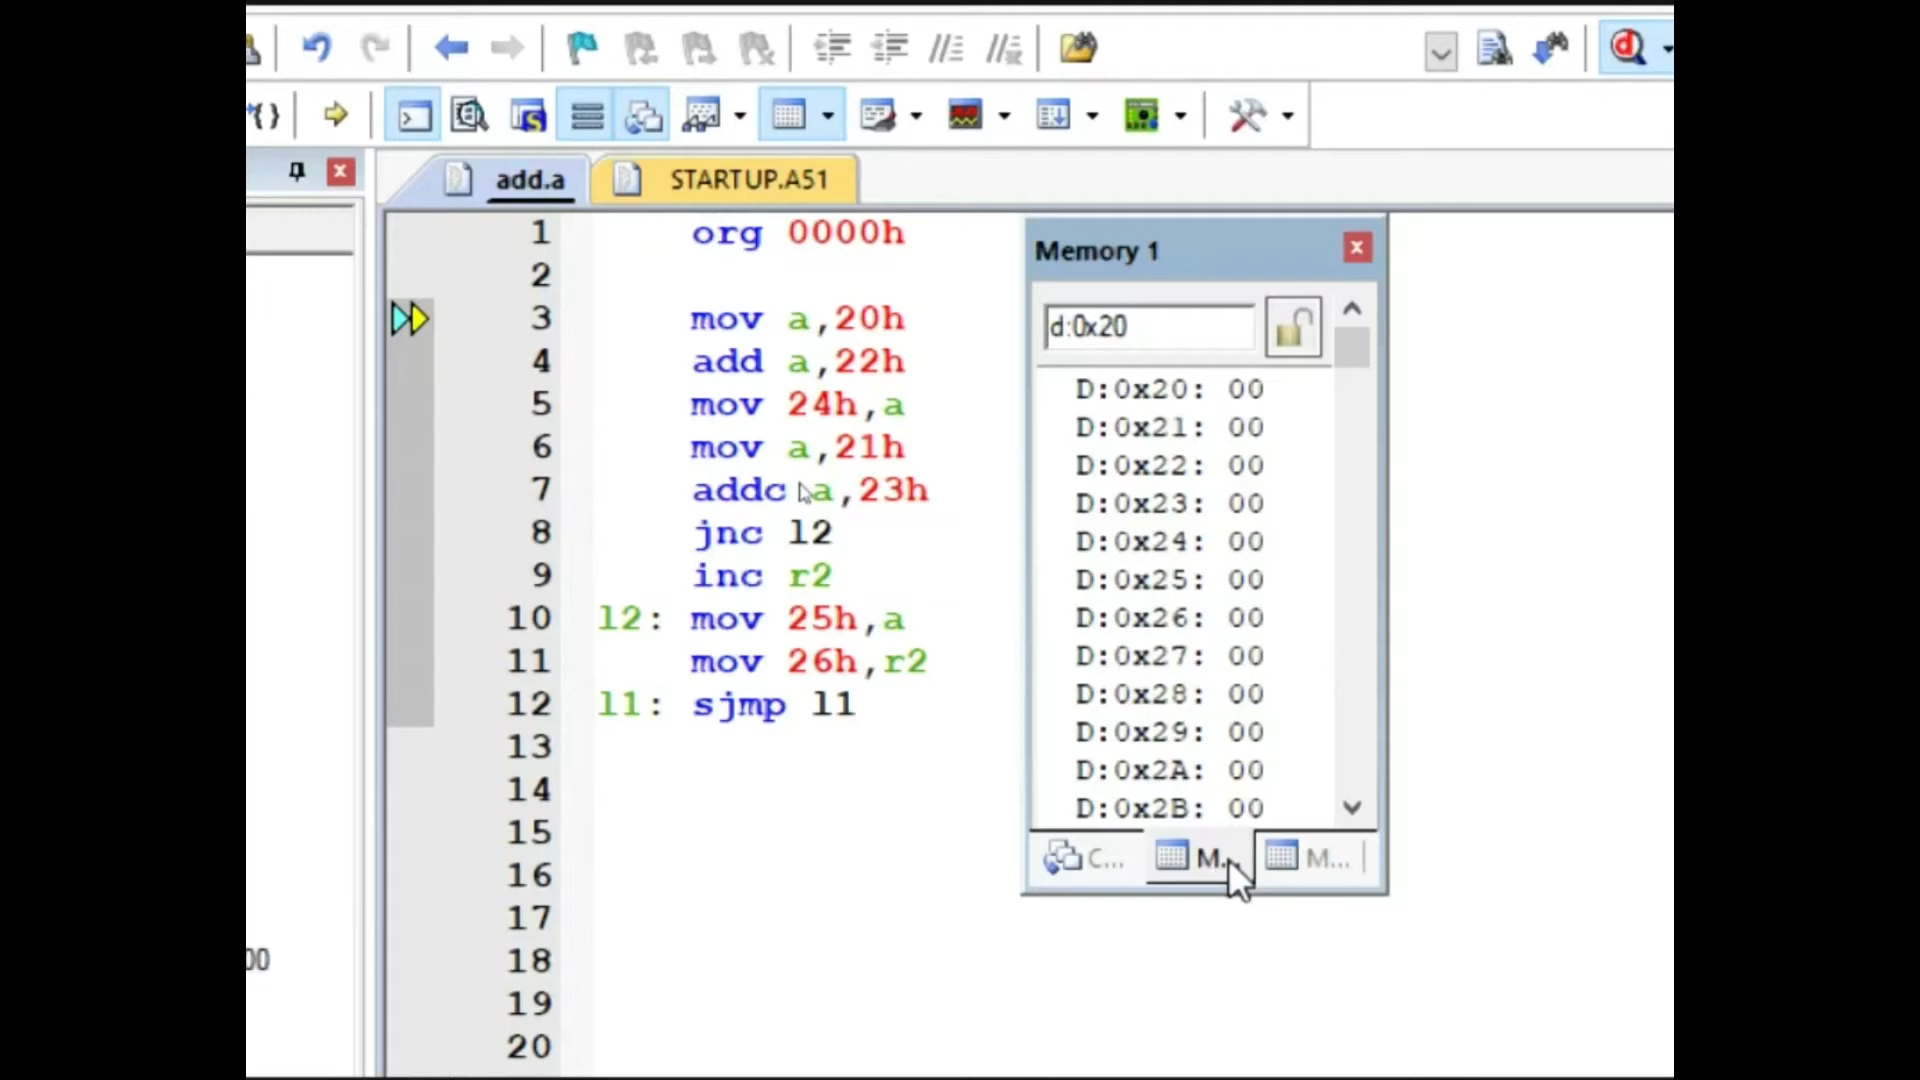 add.a
STARTUP.A51
1 org 0000h
2
3 mov a,20h
4 add a,22h
5 mov 24h,a
6 mov a,21h
7 addc a,23h
8 jnc l2
9 inc r2
10 l2: mov 25h,a
11 mov 26h,r2
12 l1: sjmp l1
13
14
15
16
17
18
19
20
Memory 1
d:0x20
D:0x20: 00
D:0x21: 00
D:0x22: 00
D:0x23: 00
D:0x24: 00
D:0x25: 00
D:0x26: 00
D:0x27: 00
D:0x28: 00
D:0x29: 00
D:0x2A: 00
D:0x2B: 00
C... M... M...
00